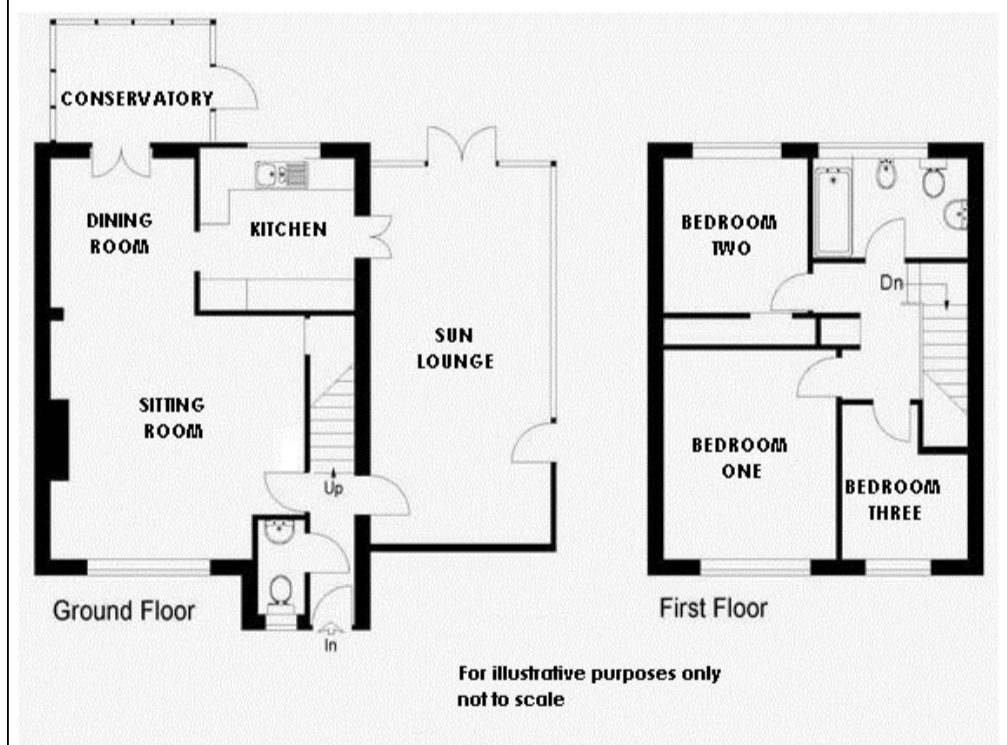 CONSERVATORY
DINING
ROOM
KITCHEN
SUN
LOUNGE
SITTING
ROOM
Up
In
Ground Floor
BEDROOM
TWO
Dn
BEDROOM
ONE
BEDROOM
THREE
First Floor
For illustrative purposes only
not to scale